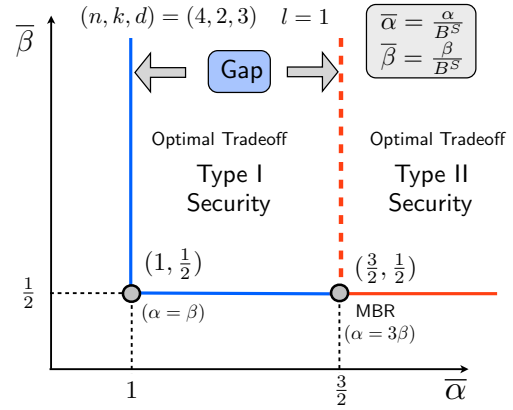 β̅
(n, k, d) = (4, 2, 3)
l = 1
α̅ = α/B^S
β̅ = β/B^S
Gap
Optimal Tradeoff
Type I
Security
Optimal Tradeoff
Type II
Security
(1, 1/2)
(3/2, 1/2)
1/2
(α = β)
MBR
(α = 3β)
1
3/2
α̅